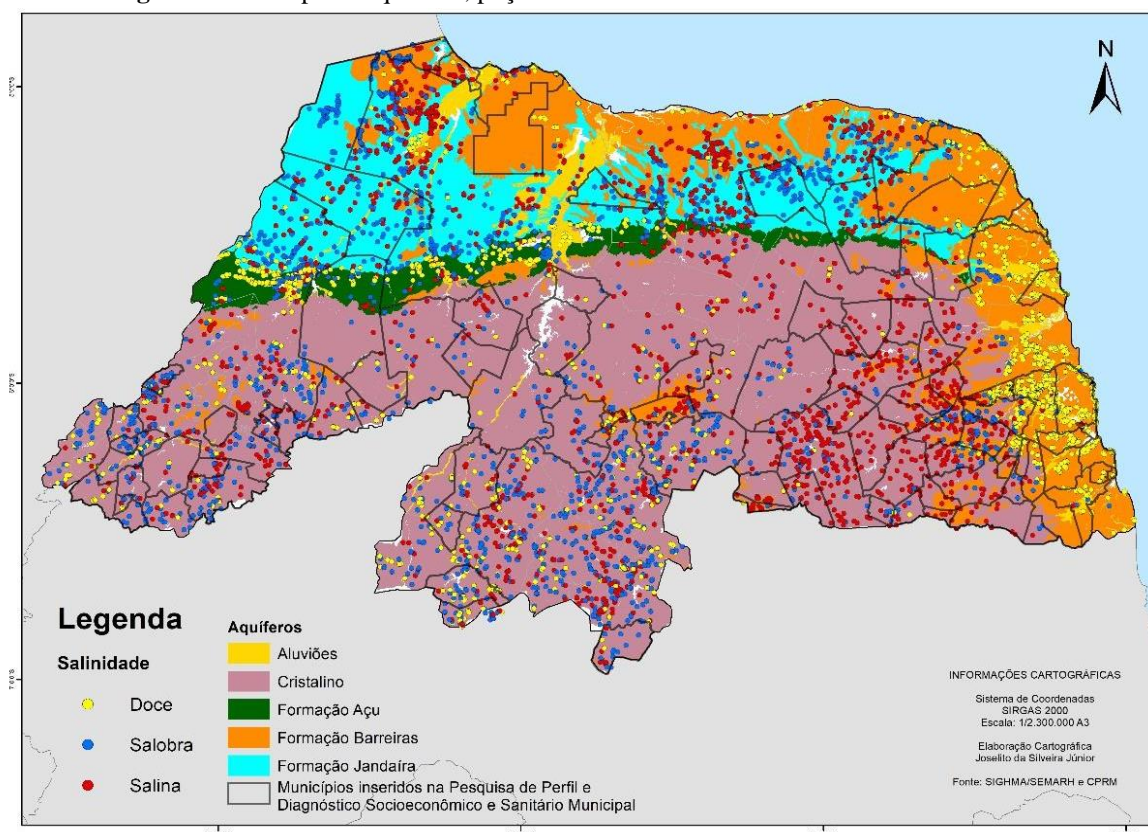 N
Legenda
Salinidade
Doce
Salobra
Salina
Aquíferos
Aluviões
Cristalino
Formação Açu
Formação Barreiras
Formação Jandaíra
Municípios inseridos na Pesquisa de Perfil e
Diagnóstico Socioeconômico e Sanitário Municipal
INFORMAÇÕES CARTOGRÁFICAS
Sistema de Coordenadas
SIRGAS 2000
Escala: 1/2.300.000 A3
Elaboração Cartográfica
Joselito da Silveira Júnior
Fonte: SIGHMA/SEMARH e CPRM